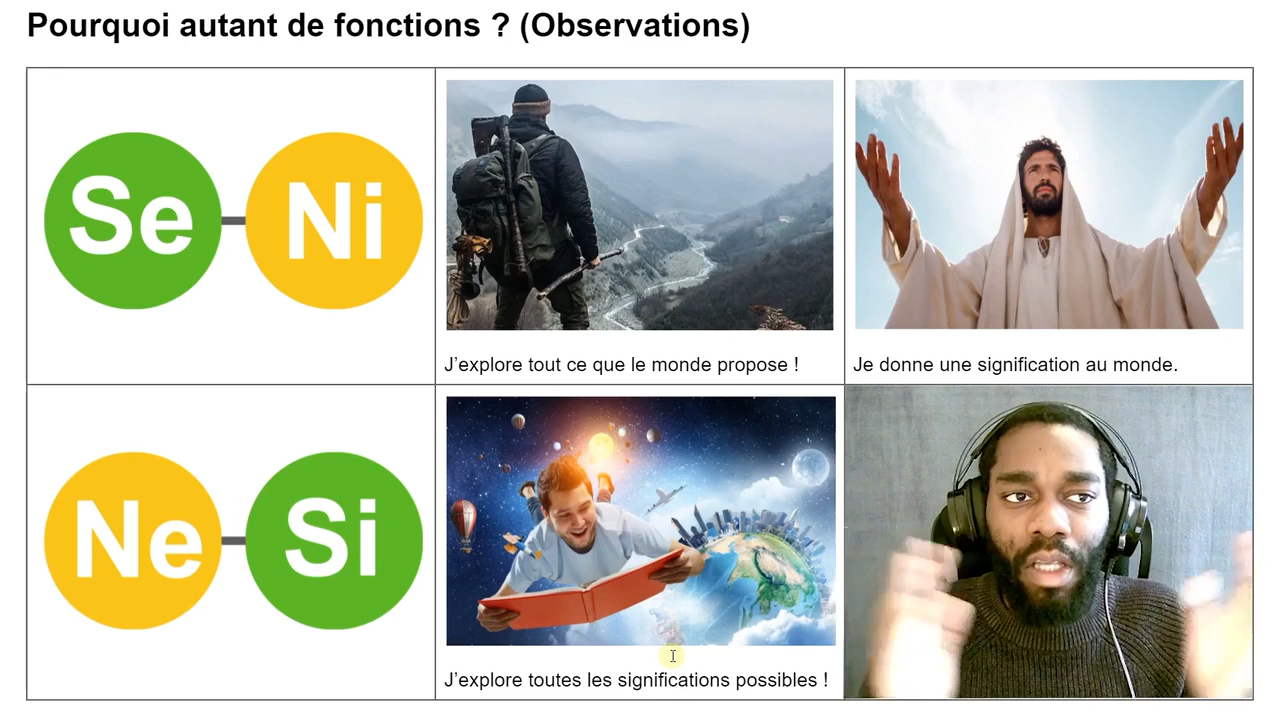 Pourquoi autant de fonctions ? (Observations)
Se
Ni
J’explore tout ce que le monde propose !
Je donne une signification au monde.
Ne
Si
J’explore toutes les significations possibles !